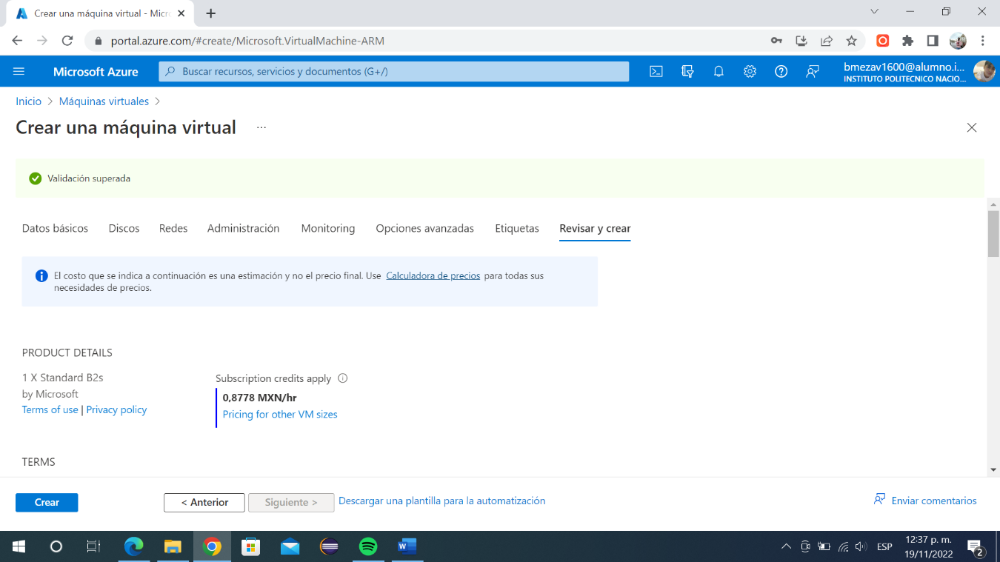 Crear una máquina virtual - Micr
portal.azure.com/#create/Microsoft.VirtualMachine-ARM
Microsoft Azure
Buscar recursos, servicios y documentos (G+/)
bmezav1600@alumno.i...
INSTITUTO POLITECNICO NACIO...
Inicio > Máquinas virtuales >
Crear una máquina virtual ...
Validación superada
Datos básicos Discos Redes Administración Monitoring Opciones avanzadas Etiquetas Revisar y crear
El costo que se indica a continuación es una estimación y no el precio final. Use Calculadora de precios para todas sus
necesidades de precios.
PRODUCT DETAILS
1 X Standard B2s
by Microsoft
Terms of use | Privacy policy
Subscription credits apply
0,8778 MXN/hr
Pricing for other VM sizes
TERMS
Crear < Anterior Siguiente > Descargar una plantilla para la automatización Enviar comentarios
ESP
12:37 p. m.
19/11/2022
2